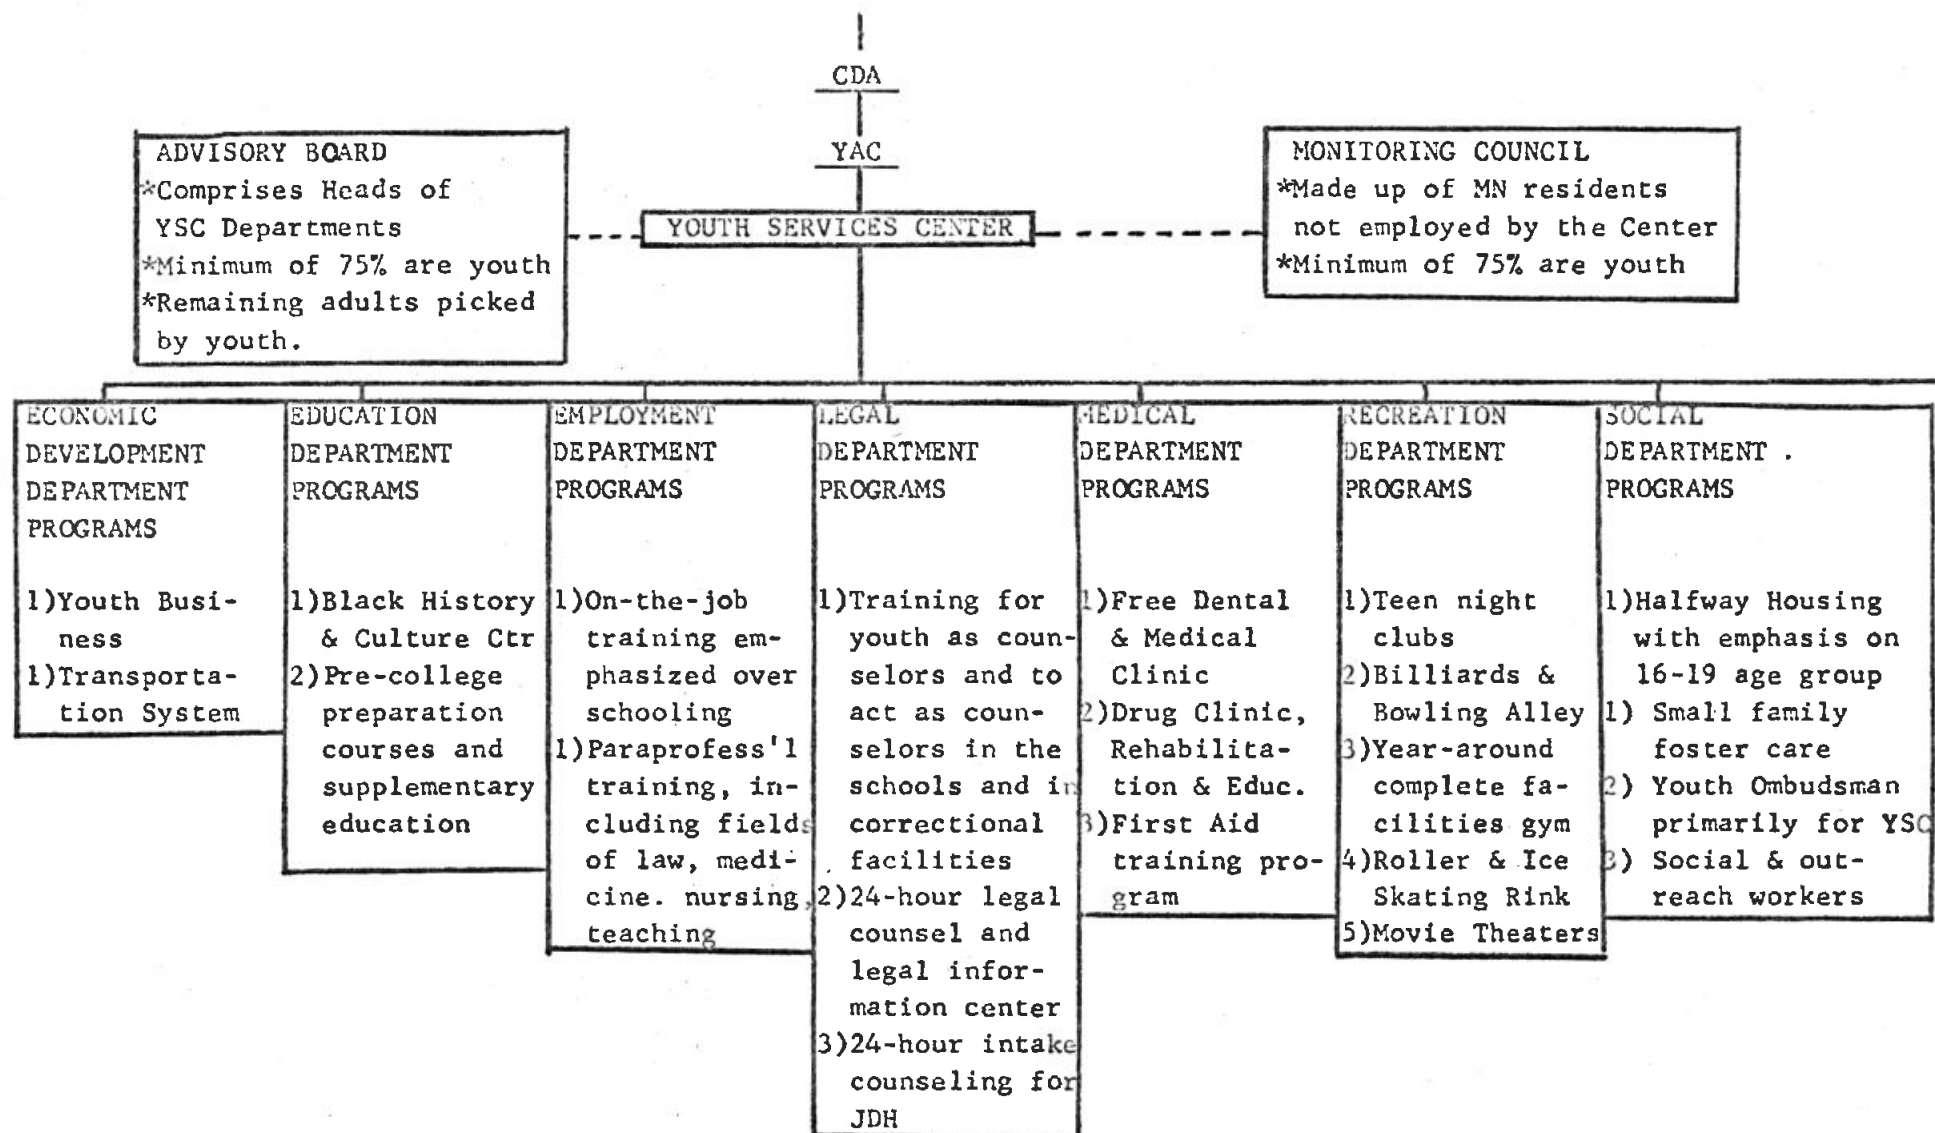 CDA
YAC
ADVISORY BOARD
*Comprises Heads of
YSC Departments
*Minimum of 75% are youth
*Remaining adults picked
by youth.
YOUTH SERVICES CENTER
MONITORING COUNCIL
*Made up of MN residents
not employed by the Center
*Minimum of 75% are youth
ECONOMIC
DEVELOPMENT
DEPARTMENT
PROGRAMS
1)Youth Busi-
ness
1)Transporta-
tion System
EDUCATION
DEPARTMENT
PROGRAMS
1)Black History
& Culture Ctr
2)Pre-college
preparation
courses and
supplementary
education
EMPLOYMENT
DEPARTMENT
PROGRAMS
1)On-the-job
training em-
phasized over
schooling
1)Paraprofess'l
training, in-
cluding fields
of law, medi-
cine. nursing,
teaching
LEGAL
DEPARTMENT
PROGRAMS
1)Training for
youth as coun-
selors and to
act as coun-
selors in the
schools and in
correctional
facilities
2)24-hour legal
counsel and
legal infor-
mation center
3)24-hour intake
counseling for
JDH
MEDICAL
DEPARTMENT
PROGRAMS
1)Free Dental
& Medical
Clinic
2)Drug Clinic,
Rehabilita-
tion & Educ.
3)First Aid
training pro-
gram
RECREATION
DEPARTMENT
PROGRAMS
1)Teen night
clubs
2)Billiards &
Bowling Alley
3)Year-around
complete fa-
cilities gym
4)Roller & Ice
Skating Rink
5)Movie Theaters
SOCIAL
DEPARTMENT .
PROGRAMS
1)Halfway Housing
with emphasis on
16-19 age group
1) Small family
foster care
2) Youth Ombudsman
primarily for YSC
3) Social & out-
reach workers